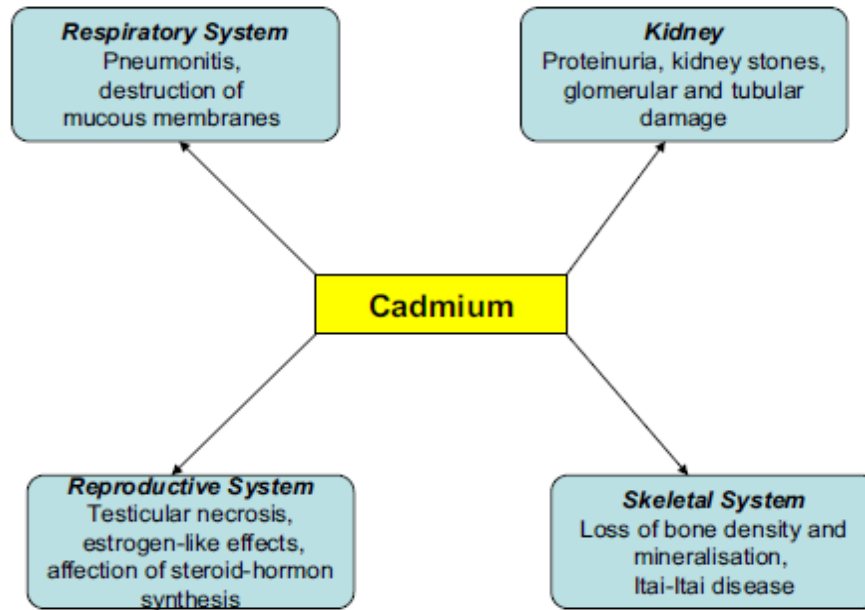 Respiratory System
Pneumonitis,
destruction of
mucous membranes
Kidney
Proteinuria, kidney stones,
glomerular and tubular
damage
Cadmium
Reproductive System
Testicular necrosis,
estrogen-like effects,
affection of steroid-hormon
synthesis
Skeletal System
Loss of bone density and
mineralisation,
Itai-Itai disease